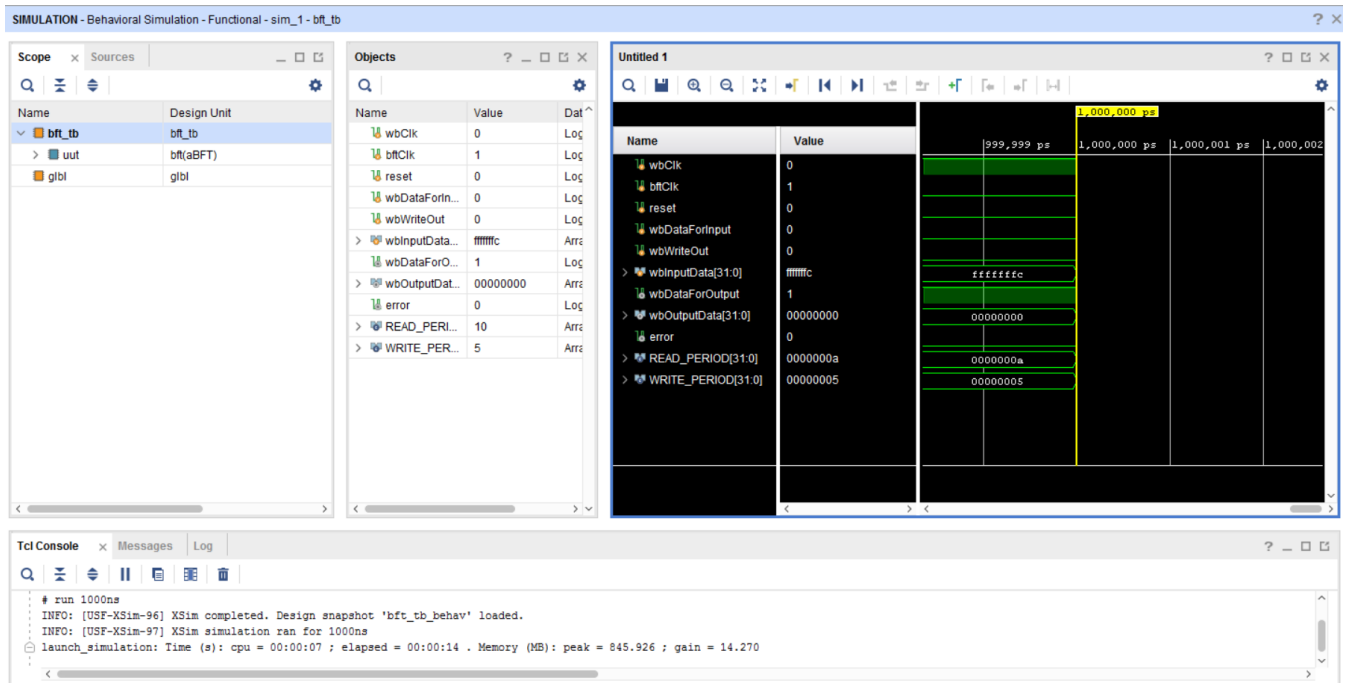 SIMULATION - Behavioral Simulation - Functional - sim_1 - bft_tb
Scope Sources
Name Design Unit
bft_tb bft_tb
uut bft(aBFT)
glbl glbl
Objects
Name Value Dat
wbClk 0 Log
bftClk 1 Log
reset 0 Log
wbDataForIn... 0 Log
wbWriteOut 0 Log
wbInputData... fffffffc Arra
wbDataForO... 1 Log
wbOutputDat... 00000000 Arra
error 0 Log
READ_PERI... 10 Arra
WRITE_PER... 5 Arra
Untitled 1
1,000,000 ps
Name Value 999,999 ps 1,000,000 ps 1,000,001 ps 1,000,002
wbClk 0
bftClk 1
reset 0
wbDataForInput 0
wbWriteOut 0
wbInputData[31:0] fffffffc fffffffc
wbDataForOutput 1
wbOutputData[31:0] 00000000 00000000
error 0
READ_PERIOD[31:0] 0000000a 0000000a
WRITE_PERIOD[31:0] 00000005 00000005
Tcl Console Messages Log
# run 1000ns
INFO: [USF-XSim-96] XSim completed. Design snapshot 'bft_tb_behav' loaded.
INFO: [USF-XSim-97] XSim simulation ran for 1000ns
launch_simulation: Time (s): cpu = 00:00:07 ; elapsed = 00:00:14 . Memory (MB): peak = 845.926 ; gain = 14.270